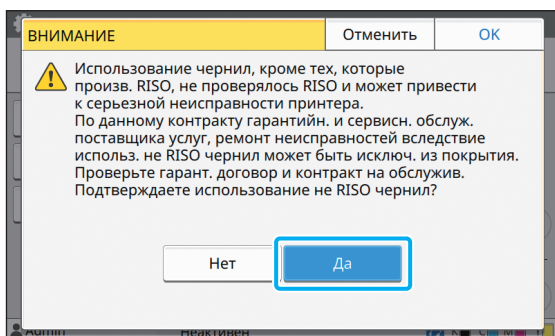 ВНИМАНИЕ
Отменить
OK
Использование чернил, кроме тех, которые
произв. RISO, не проверялось RISO и может привести
к серьезной неисправности принтера.
По данному контракту гарантийн. и сервисн. обслуж.
поставщика услуг, ремонт неисправностей вследствие
использ. не RISO чернил может быть исключ. из покрытия.
Проверьте гарант. договор и контракт на обслужив.
Подтверждаете использование не RISO чернил?
Нет
Да
Admin
Неактивен
K
C
M
Y